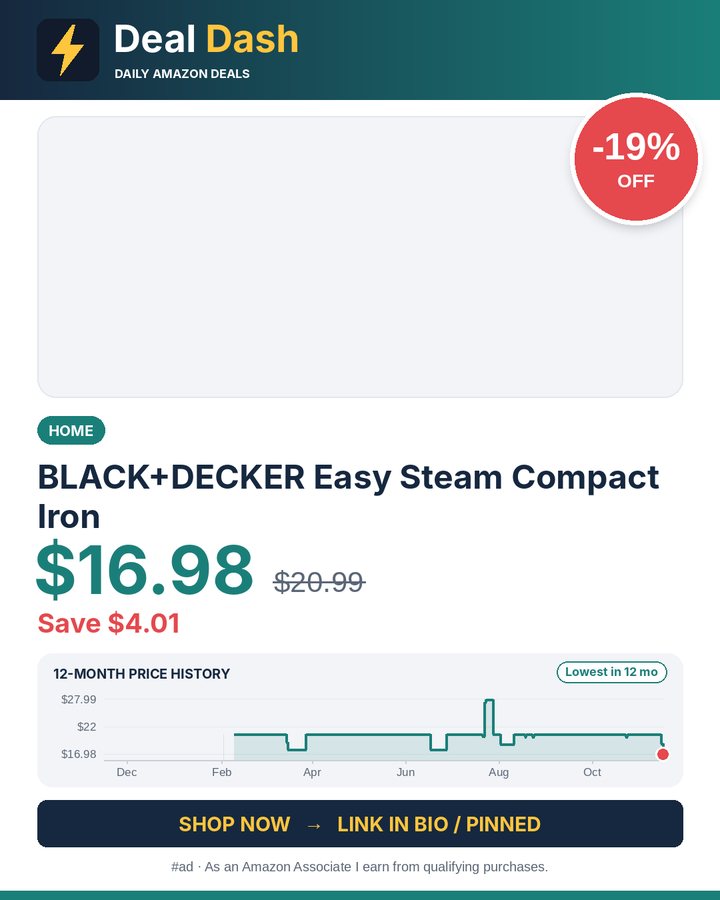 Deal Dash
DAILY AMAZON DEALS
-19%
OFF
HOME
BLACK+DECKER Easy Steam Compact
Iron
$16.98 $20.99
Save $4.01
12-MONTH PRICE HISTORY
Lowest in 12 mo
$27.99
$22
$16.98
Dec Feb Apr Jun Aug Oct
SHOP NOW → LINK IN BIO / PINNED
#ad · As an Amazon Associate I earn from qualifying purchases.